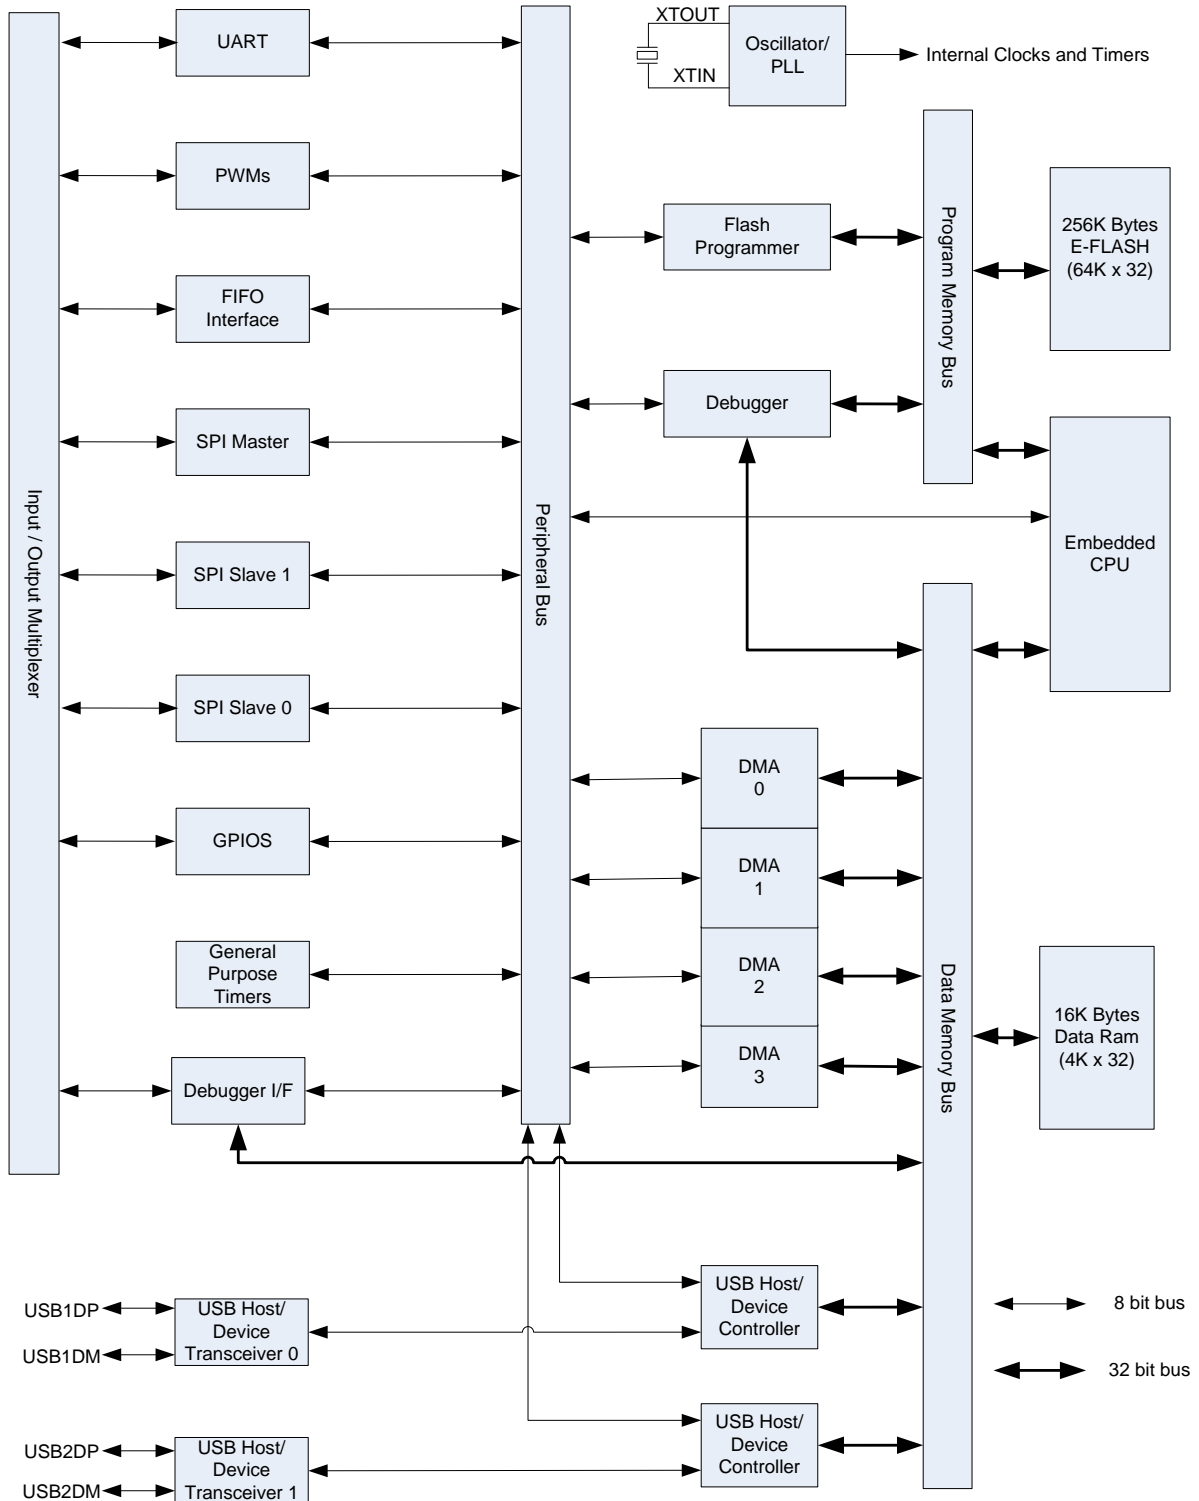 XTOUT
XTIN
Oscillator/
PLL
Internal Clocks and Timers
UART
PWMs
FIFO
Interface
SPI Master
SPI Slave 1
SPI Slave 0
GPIOS
General
Purpose
Timers
Debugger I/F
Input / Output Multiplexer
Peripheral Bus
Flash
Programmer
Debugger
Program Memory Bus
256K Bytes
E-FLASH
(64K x 32)
Embedded
CPU
DMA
0
DMA
1
DMA
2
DMA
3
Data Memory Bus
16K Bytes
Data Ram
(4K x 32)
USB1DP
USB1DM
USB Host/
Device
Transceiver 0
USB Host/
Device
Controller
8 bit bus
32 bit bus
USB2DP
USB2DM
USB Host/
Device
Transceiver 1
USB Host/
Device
Controller